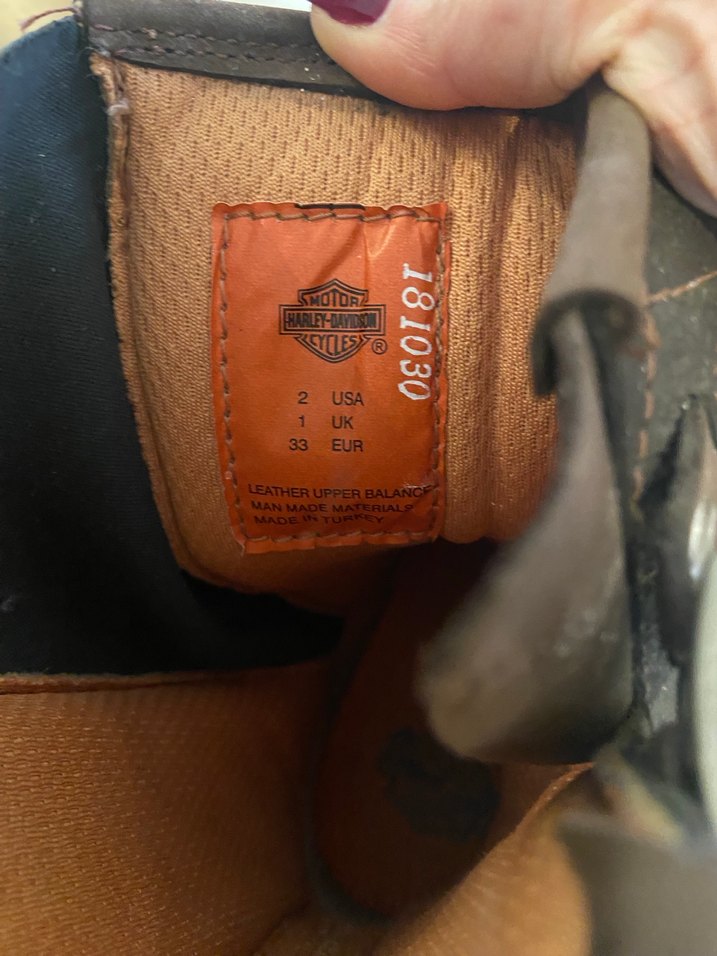 MOTOR
HARLEY-DAVIDSON
CYCLES
®
181030
2 USA
1 UK
33 EUR
LEATHER UPPER BALANCE
MAN MADE MATERIALS
MADE IN TURKEY